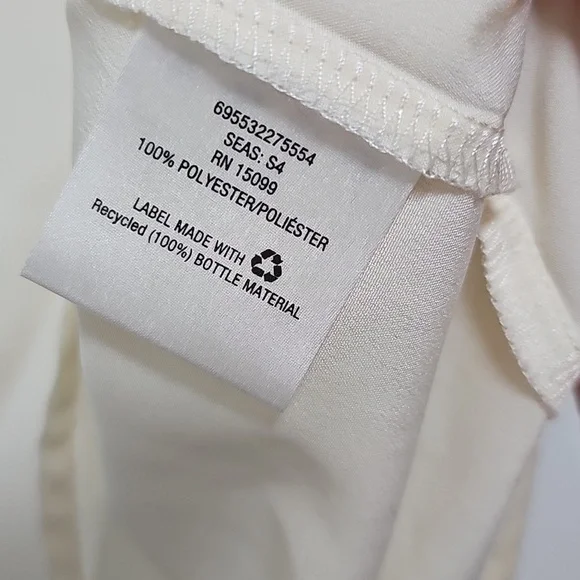 695532275554
SEAS: S4
RN 15099
100% POLYESTER/POLIÉSTER
LABEL MADE WITH
Recycled (100%) BOTTLE MATERIAL